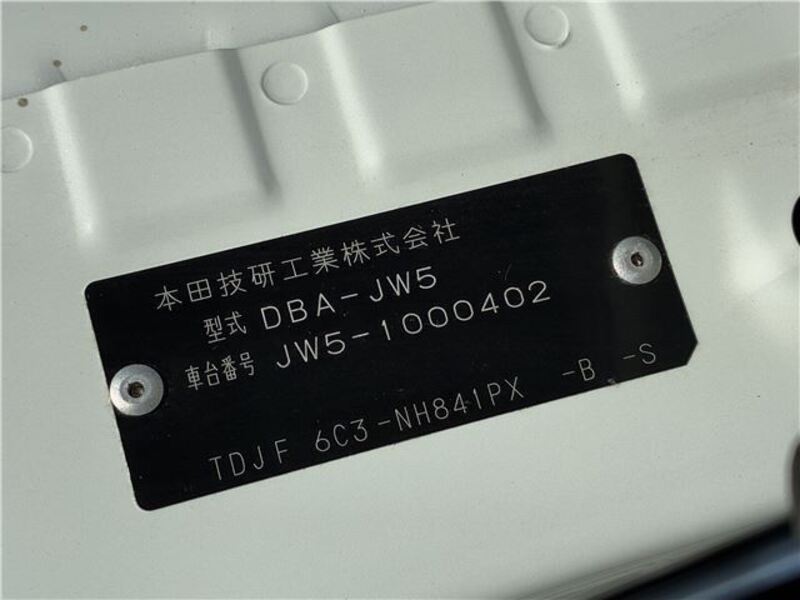 本田技研工業株式会社
型式 DBA-JW5
車台番号 JW5-1000402
TDJF 6C3-NH841PX -B -S